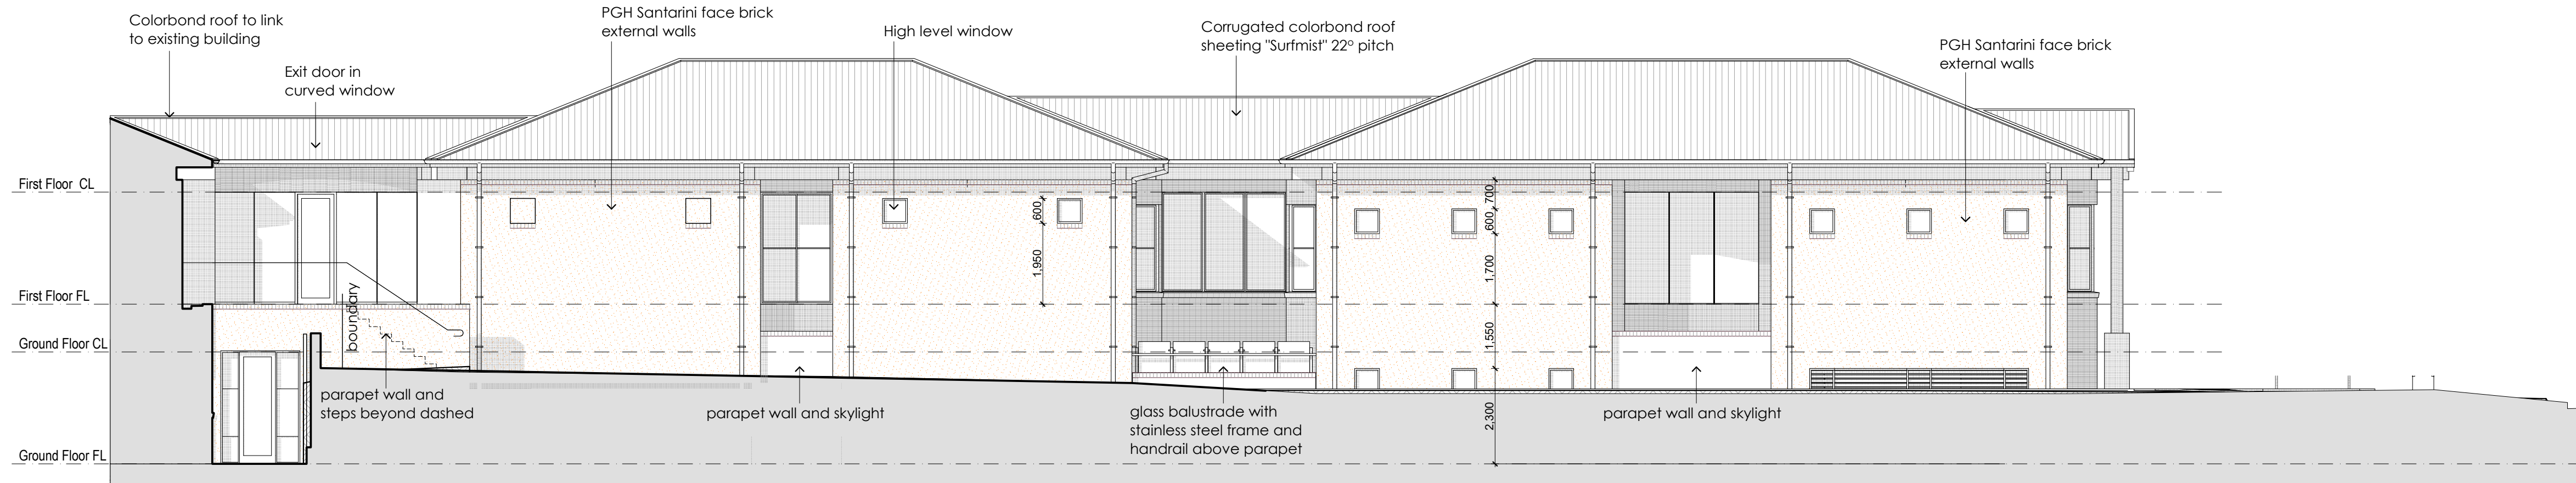 Colorbond roof to link
to existing building
Exit door in
curved window
PGH Santarini face brick
external walls
High level window
Corrugated colorbond roof
sheeting "Surfmist" 22º pitch
PGH Santarini face brick
external walls
First Floor CL
First Floor FL
Ground Floor CL
Ground Floor FL
boundary
600
1,950
700
600
1,700
1,550
2,300
parapet wall and
steps beyond dashed
parapet wall and skylight
glass balustrade with
stainless steel frame and
handrail above parapet
parapet wall and skylight